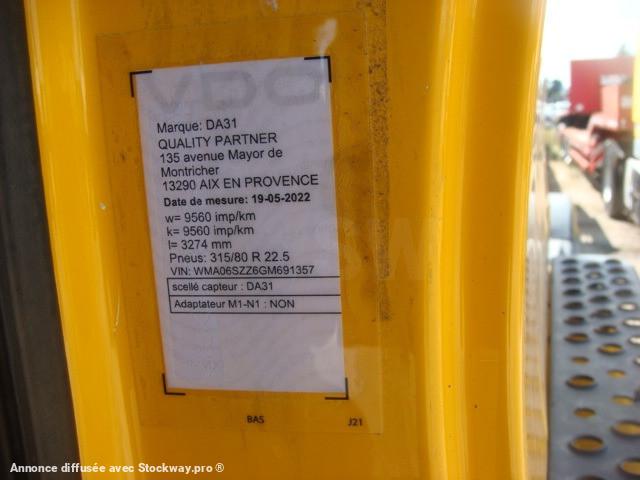 VDO
Marque: DA31
QUALITY PARTNER
135 avenue Mayor de
Montricher
13290 AIX EN PROVENCE
Date de mesure: 19-05-2022
w= 9560 imp/km
k= 9560 imp/km
l= 3274 mm
Pneus: 315/80 R 22.5
VIN: WMA06SZZ6GM691357
scellé capteur : DA31
Adaptateur M1-N1 : NON
BAS J21
Annonce diffusée avec Stockway.pro ®